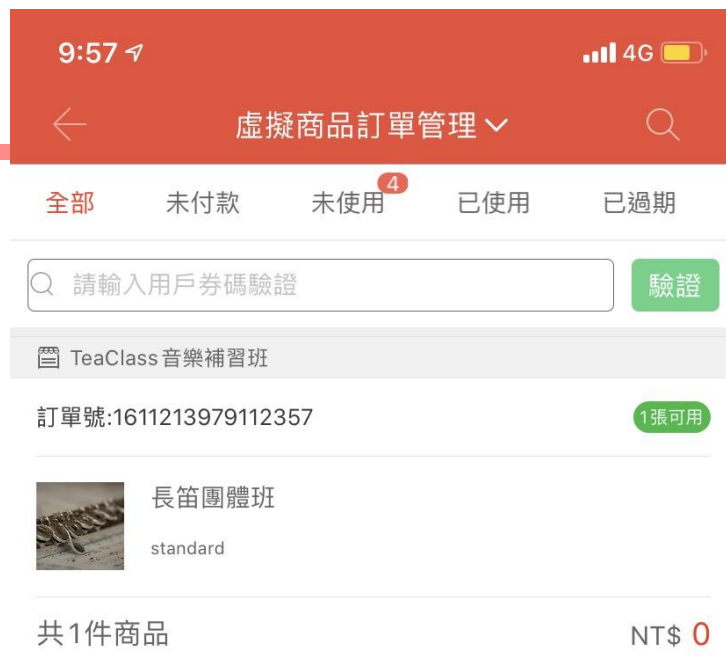 9:57 4G
虛擬商品訂單管理
4
全部 未付款 未使用 已使用 已過期
請輸入用戶券碼驗證 驗證
TeaClass音樂補習班
訂單號:1611213979112357 1張可用
長笛團體班
standard
共1件商品 NT$ 0